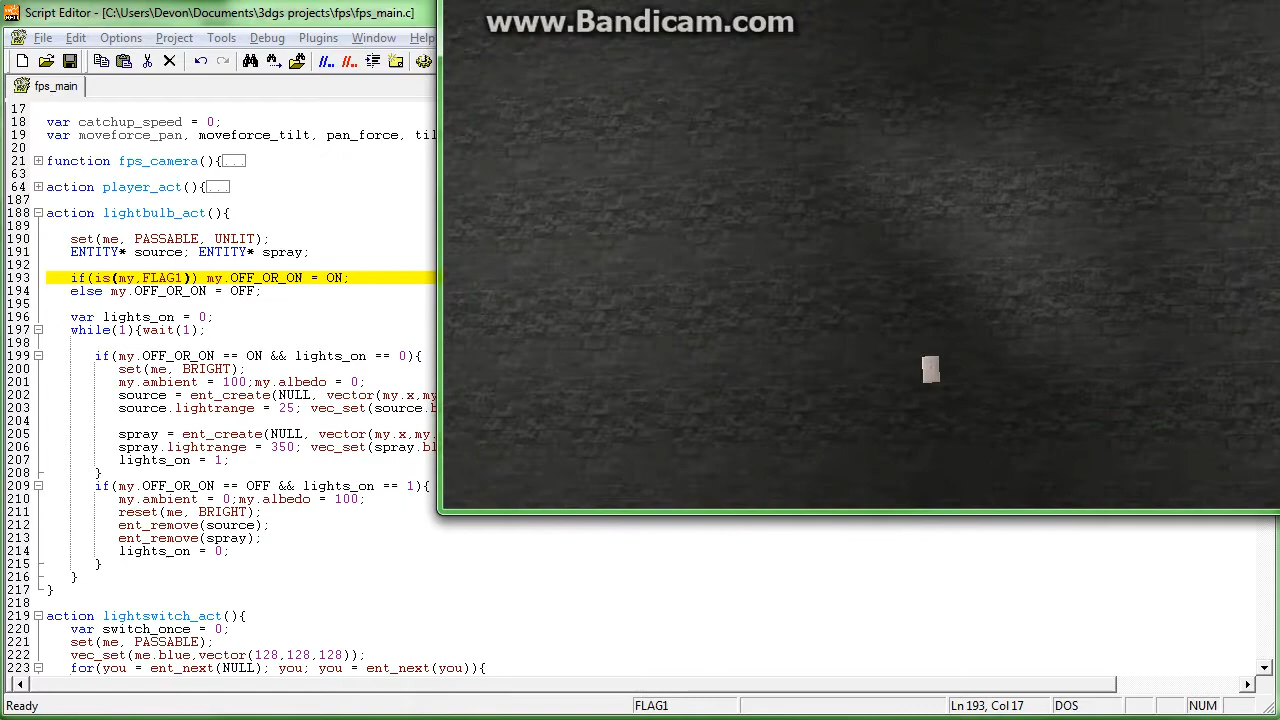 Script Editor - [C:\Users\Devon\Documents\3dgs projects\fps\fps_main.c]
www.Bandicam.com
File Edit Options Project Tools Debug Plugins Window Help
fps_main
17
18 var catchup_speed = 0;
19 var moveforce_pan, moveforce_tilt, pan_force, til
20
21 function fps_camera(){...
63
64 action player_act(){...
187
188 action lightbulb_act(){
189
190 set(me, PASSABLE, UNLIT);
191 ENTITY* source; ENTITY* spray;
192
193 if(is(my,FLAG1)) my.OFF_OR_ON = ON;
194 else my.OFF_OR_ON = OFF;
195
196 var lights_on = 0;
197 while(1){wait(1);
198
199 if(my.OFF_OR_ON == ON && lights_on == 0){
200 set(me, BRIGHT);
201 my.ambient = 100;my.albedo = 0;
202 source = ent_create(NULL, vector(my.x,my
203 source.lightrange = 25; vec_set(source.b
204
205 spray = ent_create(NULL, vector(my.x,my.
206 spray.lightrange = 350; vec_set(spray.bl
207 lights_on = 1;
208 }
209 if(my.OFF_OR_ON == OFF && lights_on == 1){
210 my.ambient = 0;my.albedo = 100;
211 reset(me, BRIGHT);
212 ent_remove(source);
213 ent_remove(spray);
214 lights_on = 0;
215 }
216 }
217 }
218
219 action lightswitch_act(){
220 var switch_once = 0;
221 set(me, PASSABLE);
222 vec_set(me.blue,vector(128,128,128));
223 for(you = ent_next(NULL); you; you = ent_next(you)){
Ready FLAG1 Ln 193, Col 17 DOS NUM